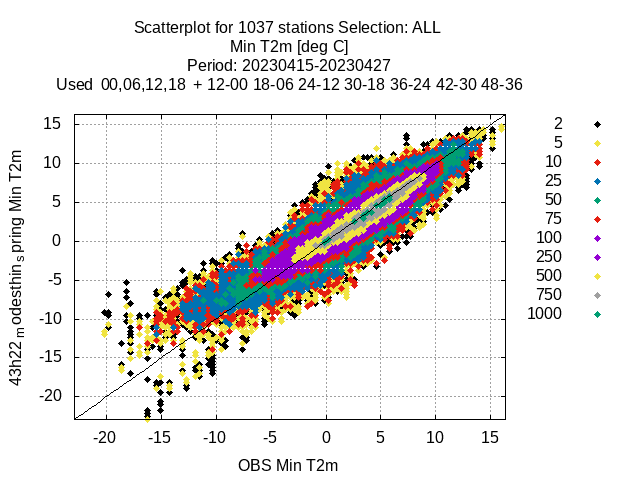 Scatterplot for 1037 stations Selection: ALL
Min T2m [deg C]
Period: 20230415-20230427
Used 00,06,12,18 + 12-00 18-06 24-12 30-18 36-24 42-30 48-36
15
10
5
0
-5
-10
-15
-20
43h22 modesthin spring Min T2m
-20 -15 -10 -5 0 5 10 15
OBS Min T2m
2
5
10
25
50
75
100
250
500
750
1000